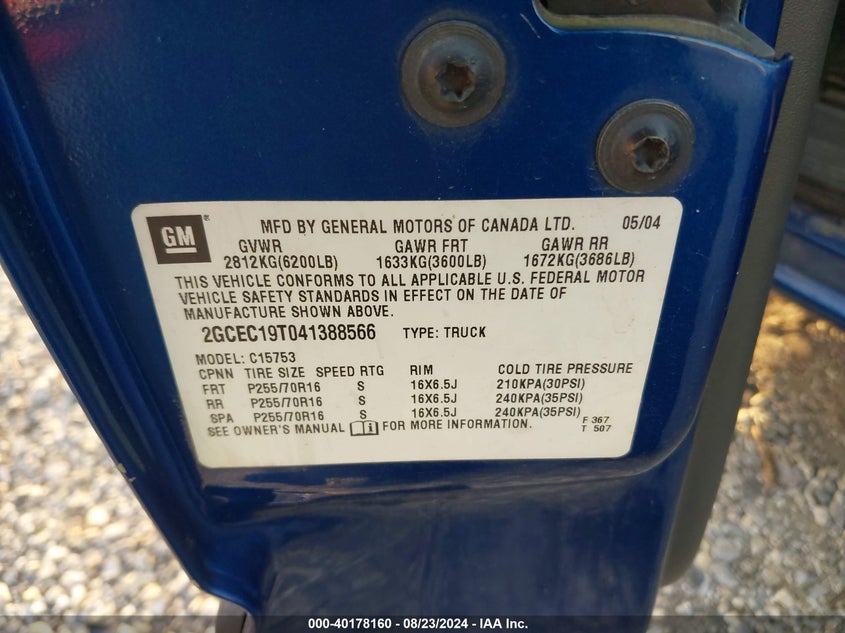 GM
MFD BY GENERAL MOTORS OF CANADA LTD. 05/04
GVWR GAWR FRT GAWR RR
2812KG(6200LB) 1633KG(3600LB) 1672KG(3686LB)
THIS VEHICLE CONFORMS TO ALL APPLICABLE U.S. FEDERAL MOTOR
VEHICLE SAFETY STANDARDS IN EFFECT ON THE DATE OF
MANUFACTURE SHOWN ABOVE.
2GCEC19T041388566 TYPE: TRUCK
MODEL: C15753
CPNN TIRE SIZE SPEED RTG RIM COLD TIRE PRESSURE
FRT P255/70R16 S 16X6.5J 210KPA(30PSI)
RR P255/70R16 S 16X6.5J 240KPA(35PSI)
SPA P255/70R16 S 16X6.5J 240KPA(35PSI)
SEE OWNER'S MANUAL FOR MORE INFORMATION.
F 367
T 507
000-40178160 - 08/23/2024 - IAA Inc.